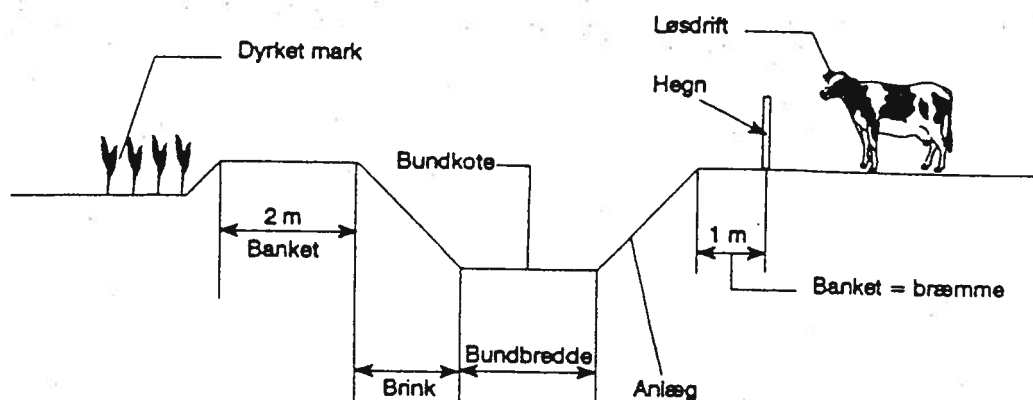 Løsdrift
Dyrket mark
Hegn
Bundkote
2 m
Banket
1 m
Banket = bræmme
Bundbredde
Brink
Anlæg